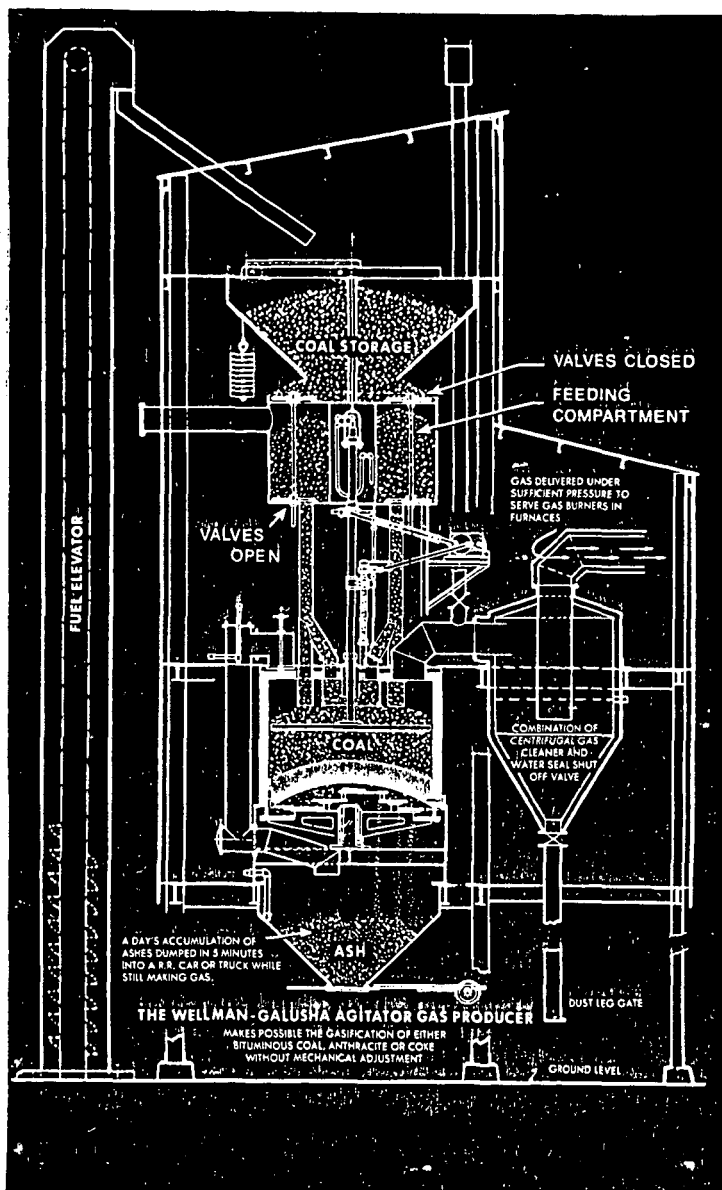 COAL STORAGE
VALVES CLOSED
FEEDING
COMPARTMENT
GAS DELIVERED UNDER
SUFFICIENT PRESSURE TO
SERVE GAS BURNERS IN
FURNACES
VALVES
OPEN
FUEL ELEVATOR
COAL
COMBINATION OF
CENTRIFUGAL GAS
CLEANER AND
WATER SEAL SHUT
OFF VALVE
A DAY'S ACCUMULATION OF
ASHES DUMPED IN 5 MINUTES
INTO A R.R. CAR OR TRUCK WHILE
STILL MAKING GAS.
ASH
DUST LEG GATE
THE WELLMAN-GALUSHA AGITATOR GAS PRODUCER
MAKES POSSIBLE THE GASIFICATION OF EITHER
BITUMINOUS COAL, ANTHRACITE OR COKE
WITHOUT MECHANICAL ADJUSTMENT
GROUND LEVEL